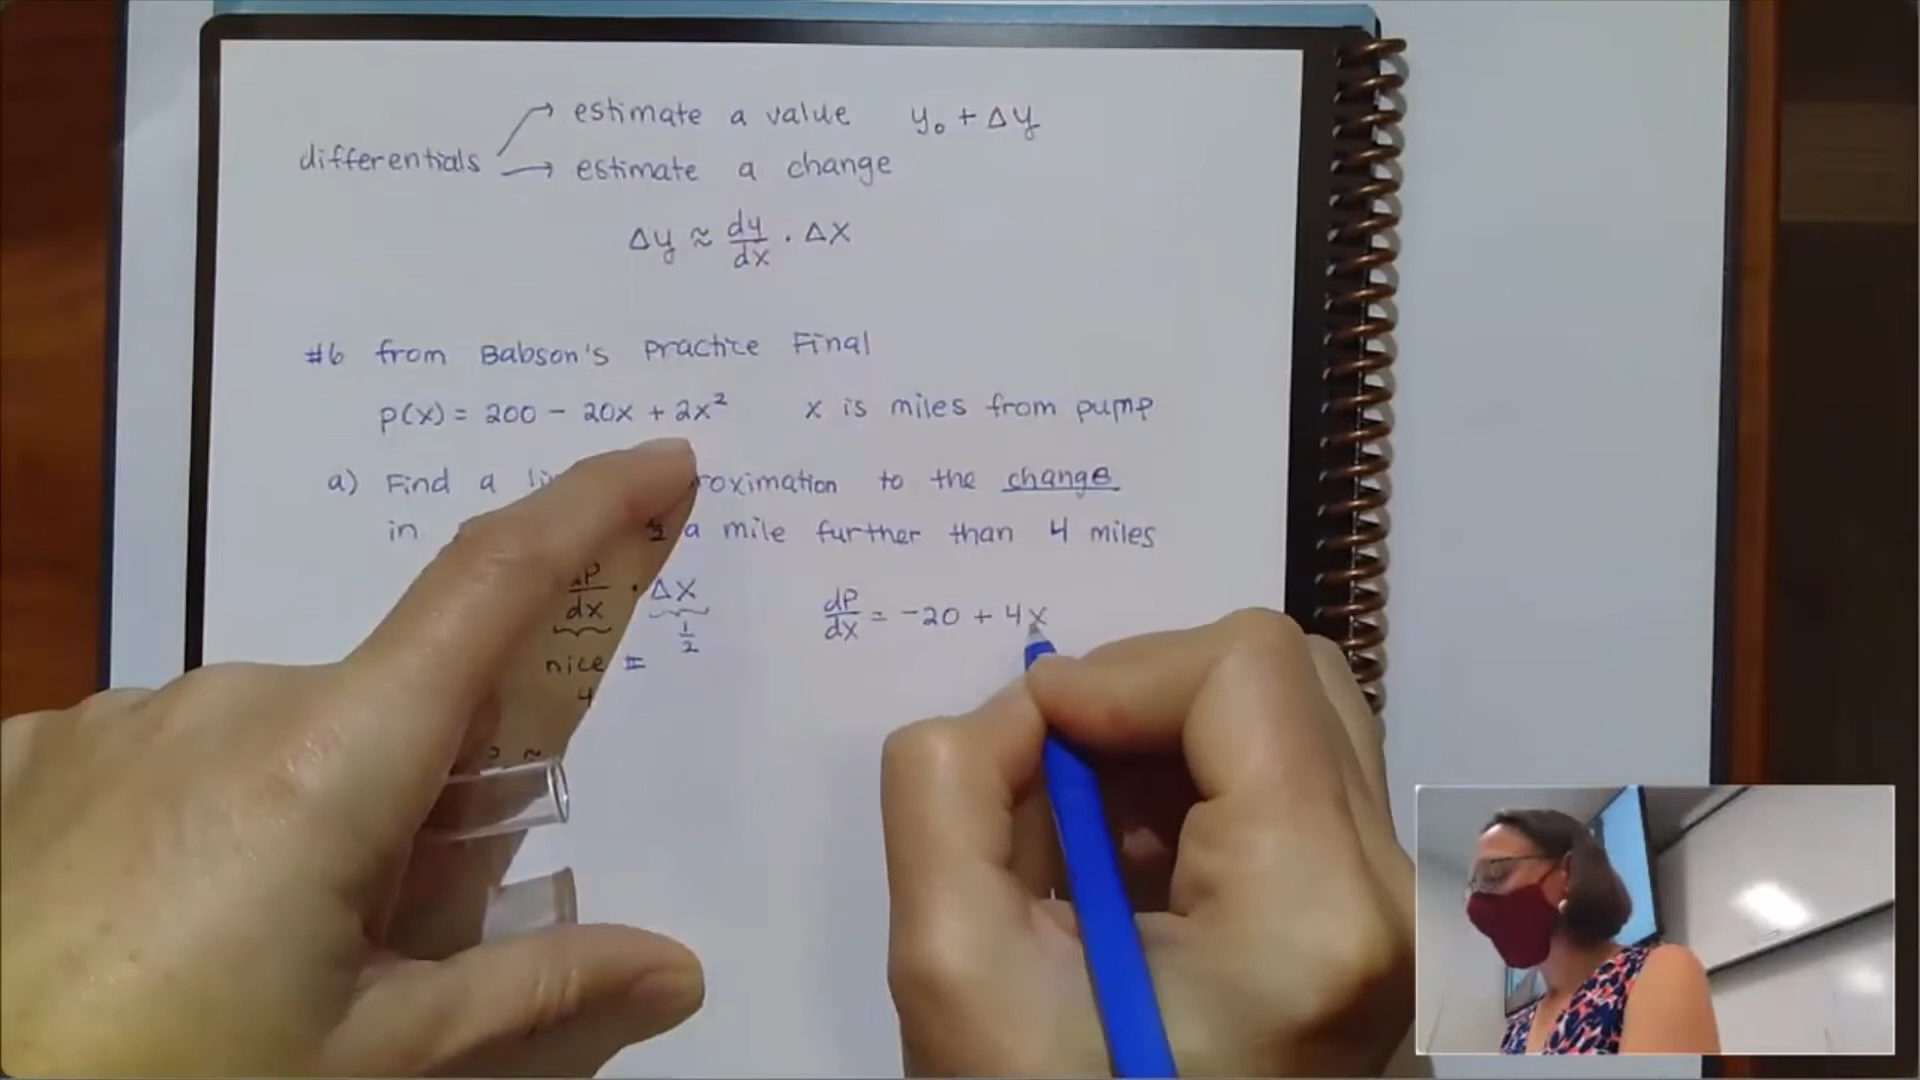 estimate a value y₀ + Δy
differentials
estimate a change
Δy ≈ dy/dx · Δx
#6 from Babson's Practice Final
p(x) = 200 - 20x + 2x² x is miles from pump
a) Find a roximation to the change
in a mile further than 4 miles
dP/dx · Δx dP/dx = -20 + 4x
1/2
nice =
4
≈